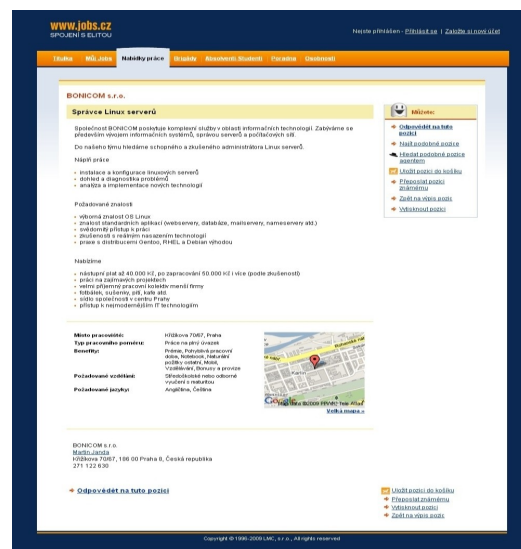 www.jobs.cz
SPOJENÍ S ELITOU
Nejste přihlášen - Přihlásit se | Založte si nový účet
Titulka Můj Jobs Nabídky práce Brigády Absolventi-Studenti Poradna Osobnosti
BONICOM s.r.o.
Správce Linux serverů
Společnost BONICOM poskytuje komplexní služby v oblasti informačních technologií. Zabýváme se
především vývojem informačních systémů, správou serverů a počítačových sítí.
Do našeho týmu hledáme schopného a zkušeného administrátora Linux serverů.
Náplň práce
instalace a konfigurace linuxových serverů
dohled a diagnostika problémů
analýza a implementace nových technologií
Požadované znalosti
výborná znalost OS Linux
znalost standardních aplikací (webservery, databáze, mailservery, nameservery atd.)
svědomitý přístup k práci
zkušenosti s reálným nasazením technologií
praxe s distribucemi Gentoo, RHEL a Debian výhodou
Nabízíme
nástupní plat až 40.000 Kč, po zapracování 50.000 Kč i více (podle zkušeností)
práci na zajímavých projektech
velmi příjemný pracovní kolektiv menší firmy
fotbálek, sušenky, pití, kafe atd.
sídlo společnosti v centru Prahy
přístup k nejmodernějším IT technologiím
Můžete:
Odpovědět na tuto
pozici
Najít podobné pozice
Hledat podobné pozice
agentem
Uložit pozici do košíku
Přeposlat pozici
známému
Zpět na výpis pozic
Vytisknout pozici
Místo pracoviště: Křižíkova 70/67, Praha
Typ pracovního poměru: Práce na plný úvazek
Benefity: Prémie, Pohyblivá pracovní
doba, Notebook, Naturální
požitky ostatní, Mobil,
Vzdělávání, Bonusy a provize
Požadované vzdělání: Středoškolské nebo odborné
vyučení s maturitou
Požadované jazyky: Angličtina, Čeština
Karlín
Google
Map data ©2009 PPWK, Tele Atlas
Velká mapa »
BONICOM s.r.o.
Martin Janda
Křižíkova 70/67, 186 00 Praha 8, Česká republika
271 122 630
Odpovědět na tuto pozici
Uložit pozici do košíku
Přeposlat známému
Vytisknout pozici
Zpět na výpis pozic
Copyright © 1996-2009 LMC, s.r.o., All rights reserved